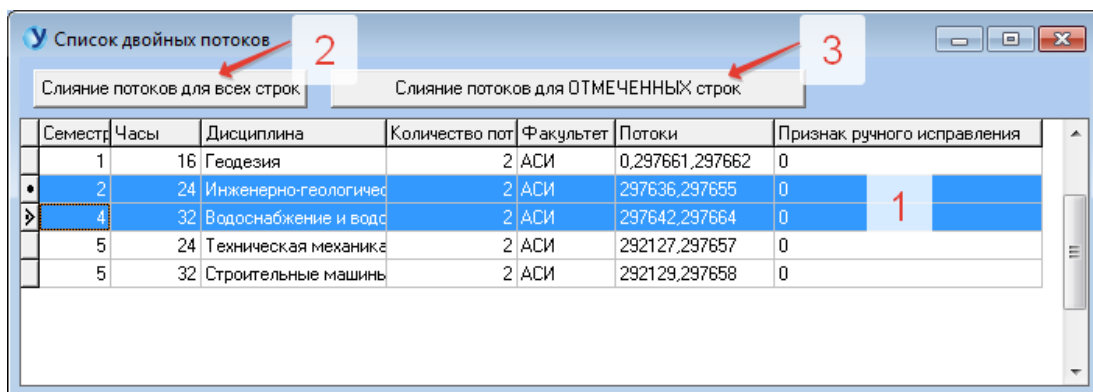 Список двойных потоков
2
3
Слияние потоков для всех строк
Слияние потоков для ОТМЕЧЕННЫХ строк
Семестр Часы Дисциплина Количество пот Факультет Потоки Признак ручного исправления
1 16 Геодезия 2 АСИ 0,297661,297662 0
2 24 Инженерно-геологичес 2 АСИ 297636,297655 0
4 32 Водоснабжение и водо 2 АСИ 297642,297664 0
1
5 24 Техническая механика 2 АСИ 292127,297657 0
5 32 Строительные машины 2 АСИ 292129,297658 0